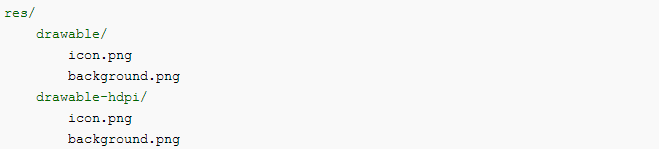 res/
drawable/
icon.png
background.png
drawable-hdpi/
icon.png
background.png